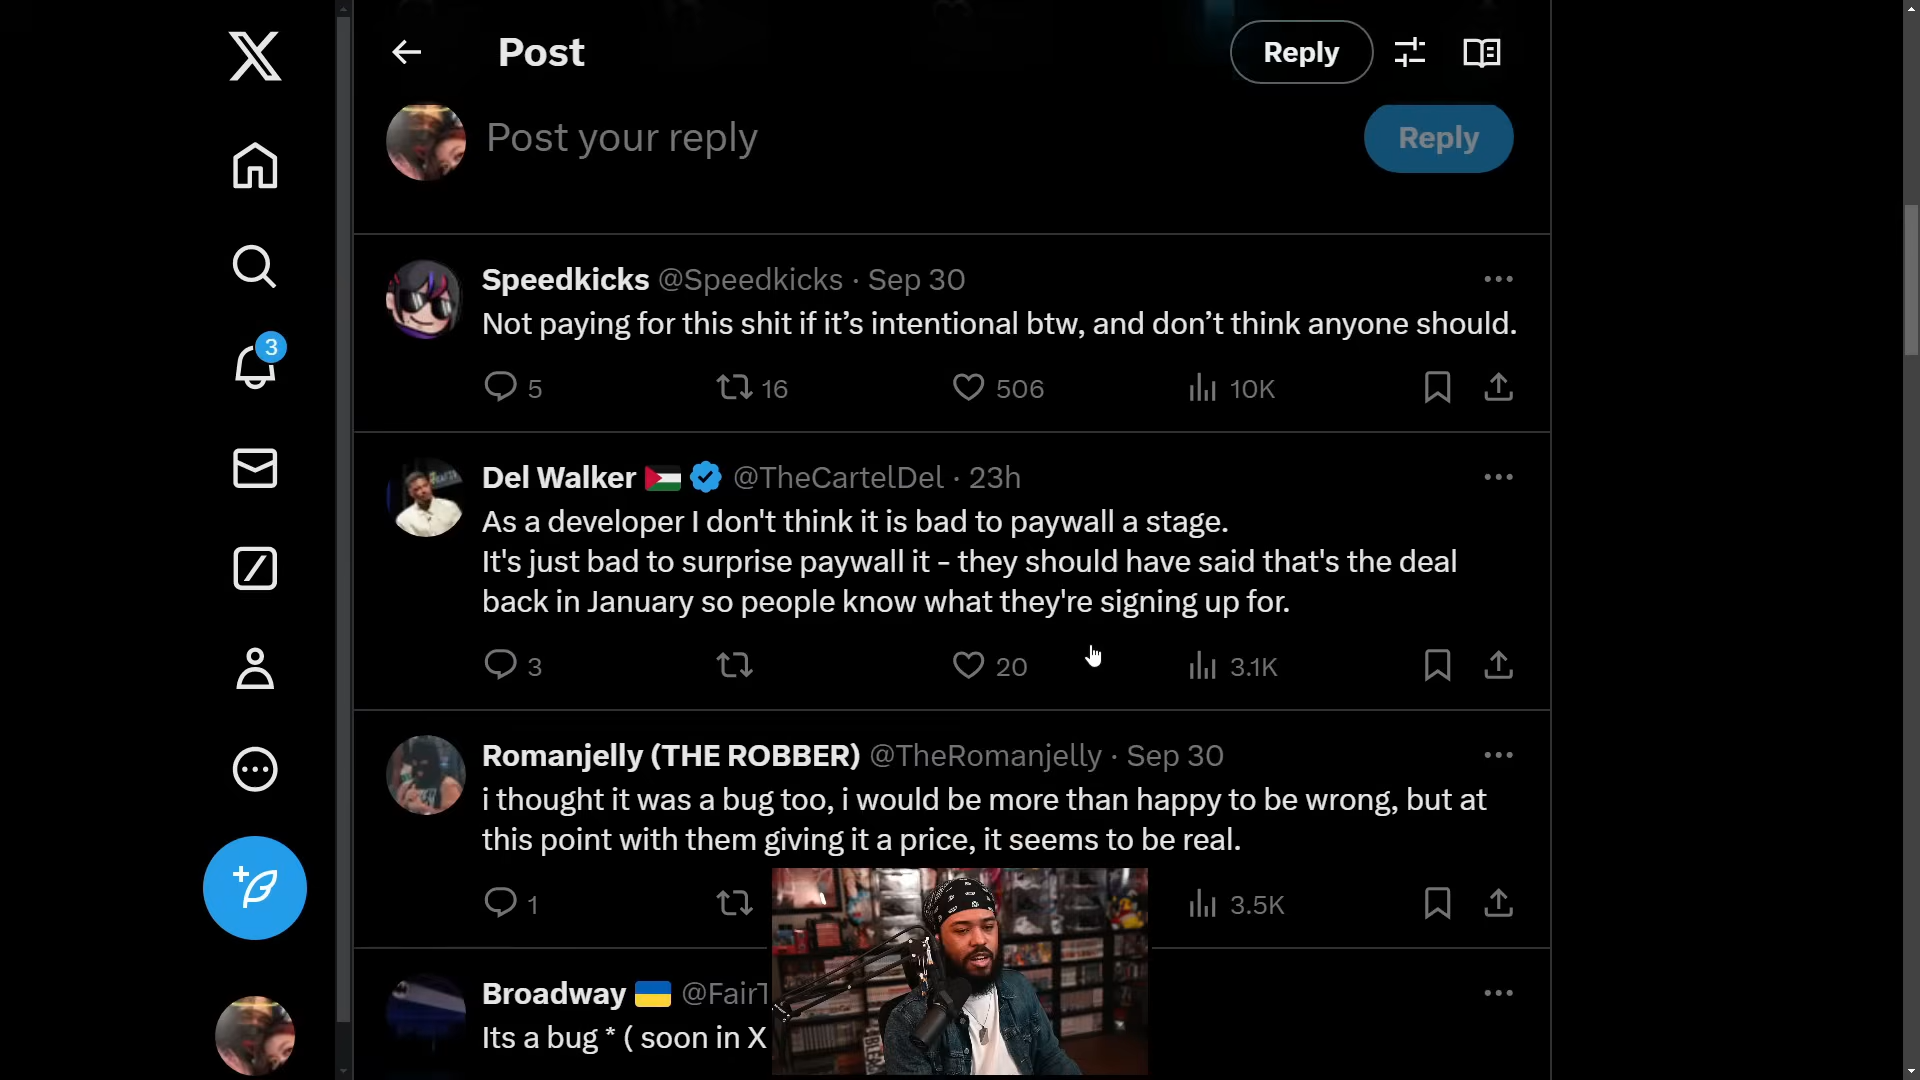 Post
Reply
3
Post your reply
Reply
Speedkicks @Speedkicks · Sep 30
Not paying for this shit if it's intentional btw, and don't think anyone should.
5 16 506 10K
Del Walker @TheCartelDel · 23h
As a developer I don't think it is bad to paywall a stage.
It's just bad to surprise paywall it - they should have said that's the deal
back in January so people know what they're signing up for.
3 20 3.1K
Romanjelly (THE ROBBER) @TheRomanjelly · Sep 30
i thought it was a bug too, i would be more than happy to be wrong, but at
this point with them giving it a price, it seems to be real.
1 3.5K
Broadway @FairT
Its a bug * ( soon in X